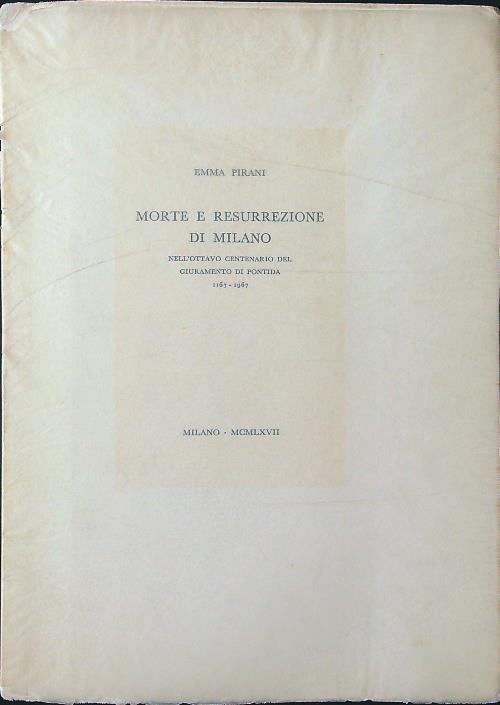 EMMA PIRANI
MORTE E RESURREZIONE
DI MILANO
NELL'OTTAVO CENTENARIO DEL
GIURAMENTO DI PONTIDA
1167 - 1967
MILANO · MCMLXVII